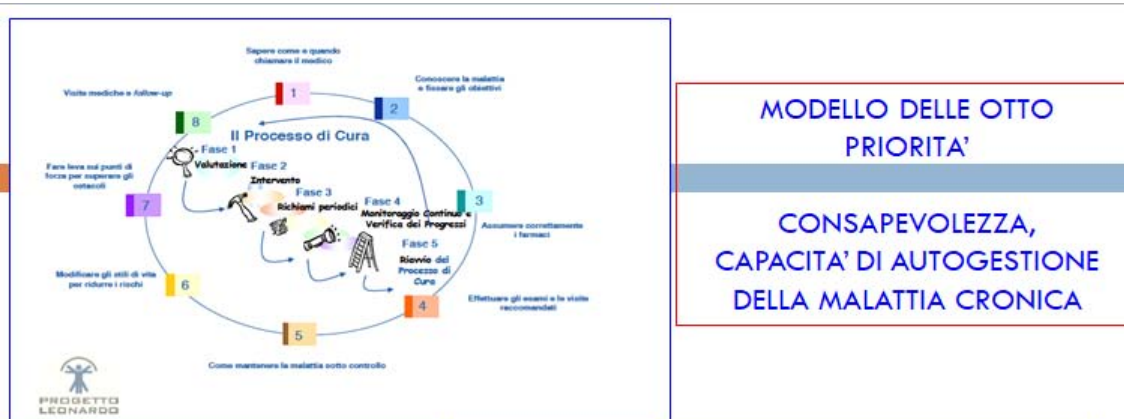 Sapere come e quando
chiamare il medico
1
Conoscere la malattia
e fissare gli obiettivi
2
Visite mediche e follow-up
8
Il Processo di Cura
Fase 1
Valutazione
Fase 2
Intervento
Fase 3
Richiami periodici
Fase 4
Monitoraggio Continuo e
Verifica dei Progressi
Fase 5
Riavvio del
Processo di
Cura
3
Assumere correttamente
i farmaci
Fare leva sui punti di
forza per superare gli
ostacoli
7
Modificare gli stili di vita
per ridurre i rischi
6
4
Effettuare gli esami e le visite
raccomandati
5
Come mantenere la malattia sotto controllo
PROGETTO
LEONARDO
MODELLO DELLE OTTO
PRIORITA'
CONSAPEVOLEZZA,
CAPACITA' DI AUTOGESTIONE
DELLA MALATTIA CRONICA